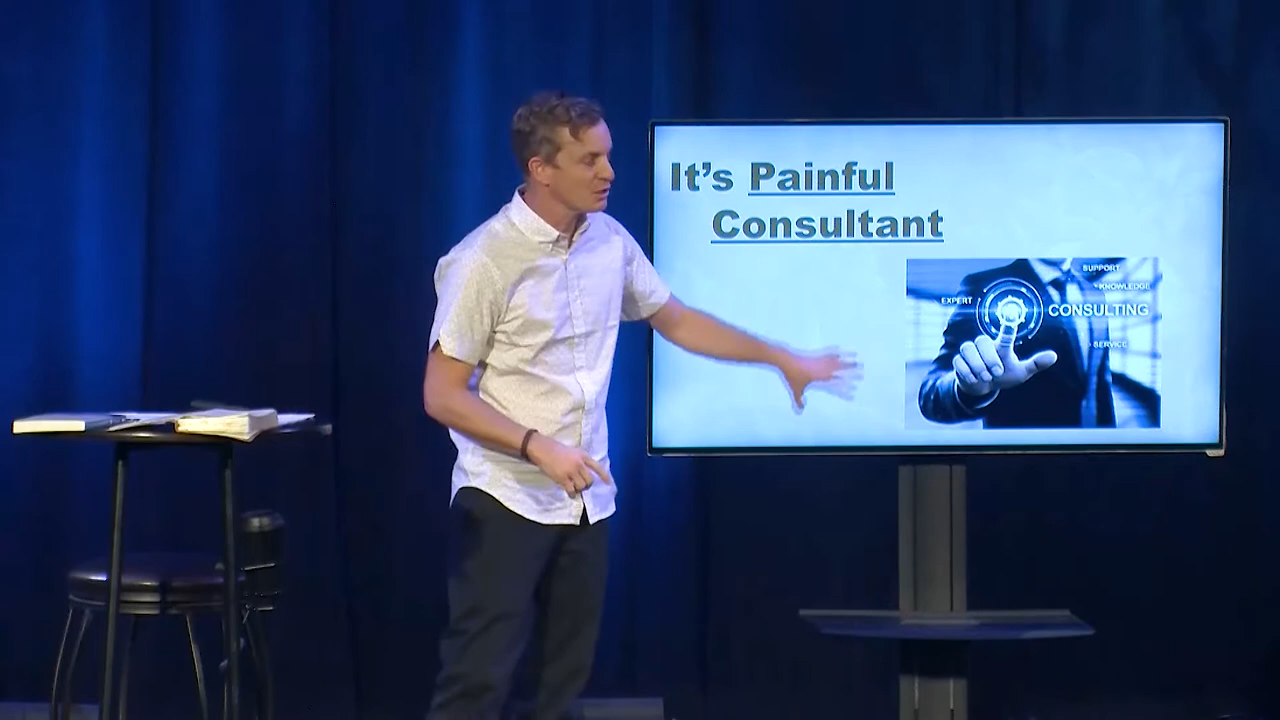 It’s Painful
Consultant
SUPPORT
KNOWLEDGE
EXPERT
CONSULTING
SERVICE